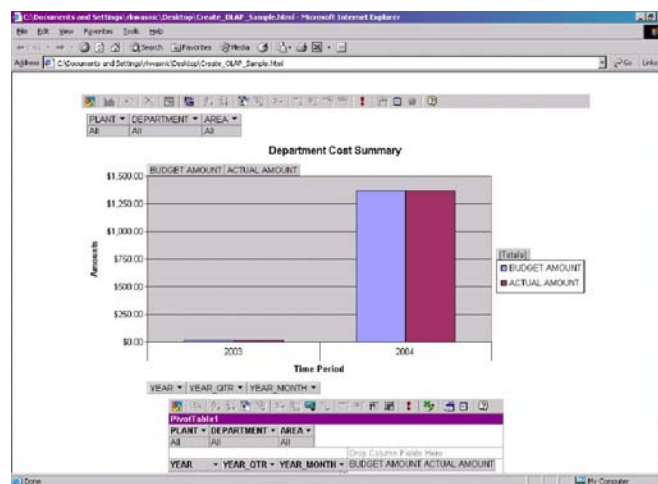 C:\Documents and Settings\rkwasnic\Desktop\Create_OLAP_Sample.html - Microsoft Internet Explorer
File Edit View Favorites Tools Help
Search Favorites Media
Address C:\Documents and Settings\rkwasnic\Desktop\Create_OLAP_Sample.html Go Links
PLANT DEPARTMENT AREA
All All All
Department Cost Summary
BUDGET AMOUNT ACTUAL AMOUNT
$1,500.00
$1,250.00
$1,000.00
$750.00
$500.00
$250.00
$0.00
Amounts
[Totals]
BUDGET AMOUNT
ACTUAL AMOUNT
2003 2004
Time Period
YEAR YEAR_QTR YEAR_MONTH
PivotTable1
PLANT DEPARTMENT AREA
All All All
Drop Column Fields Here
YEAR YEAR_QTR YEAR_MONTH BUDGET AMOUNT ACTUAL AMOUNT
Done My Computer